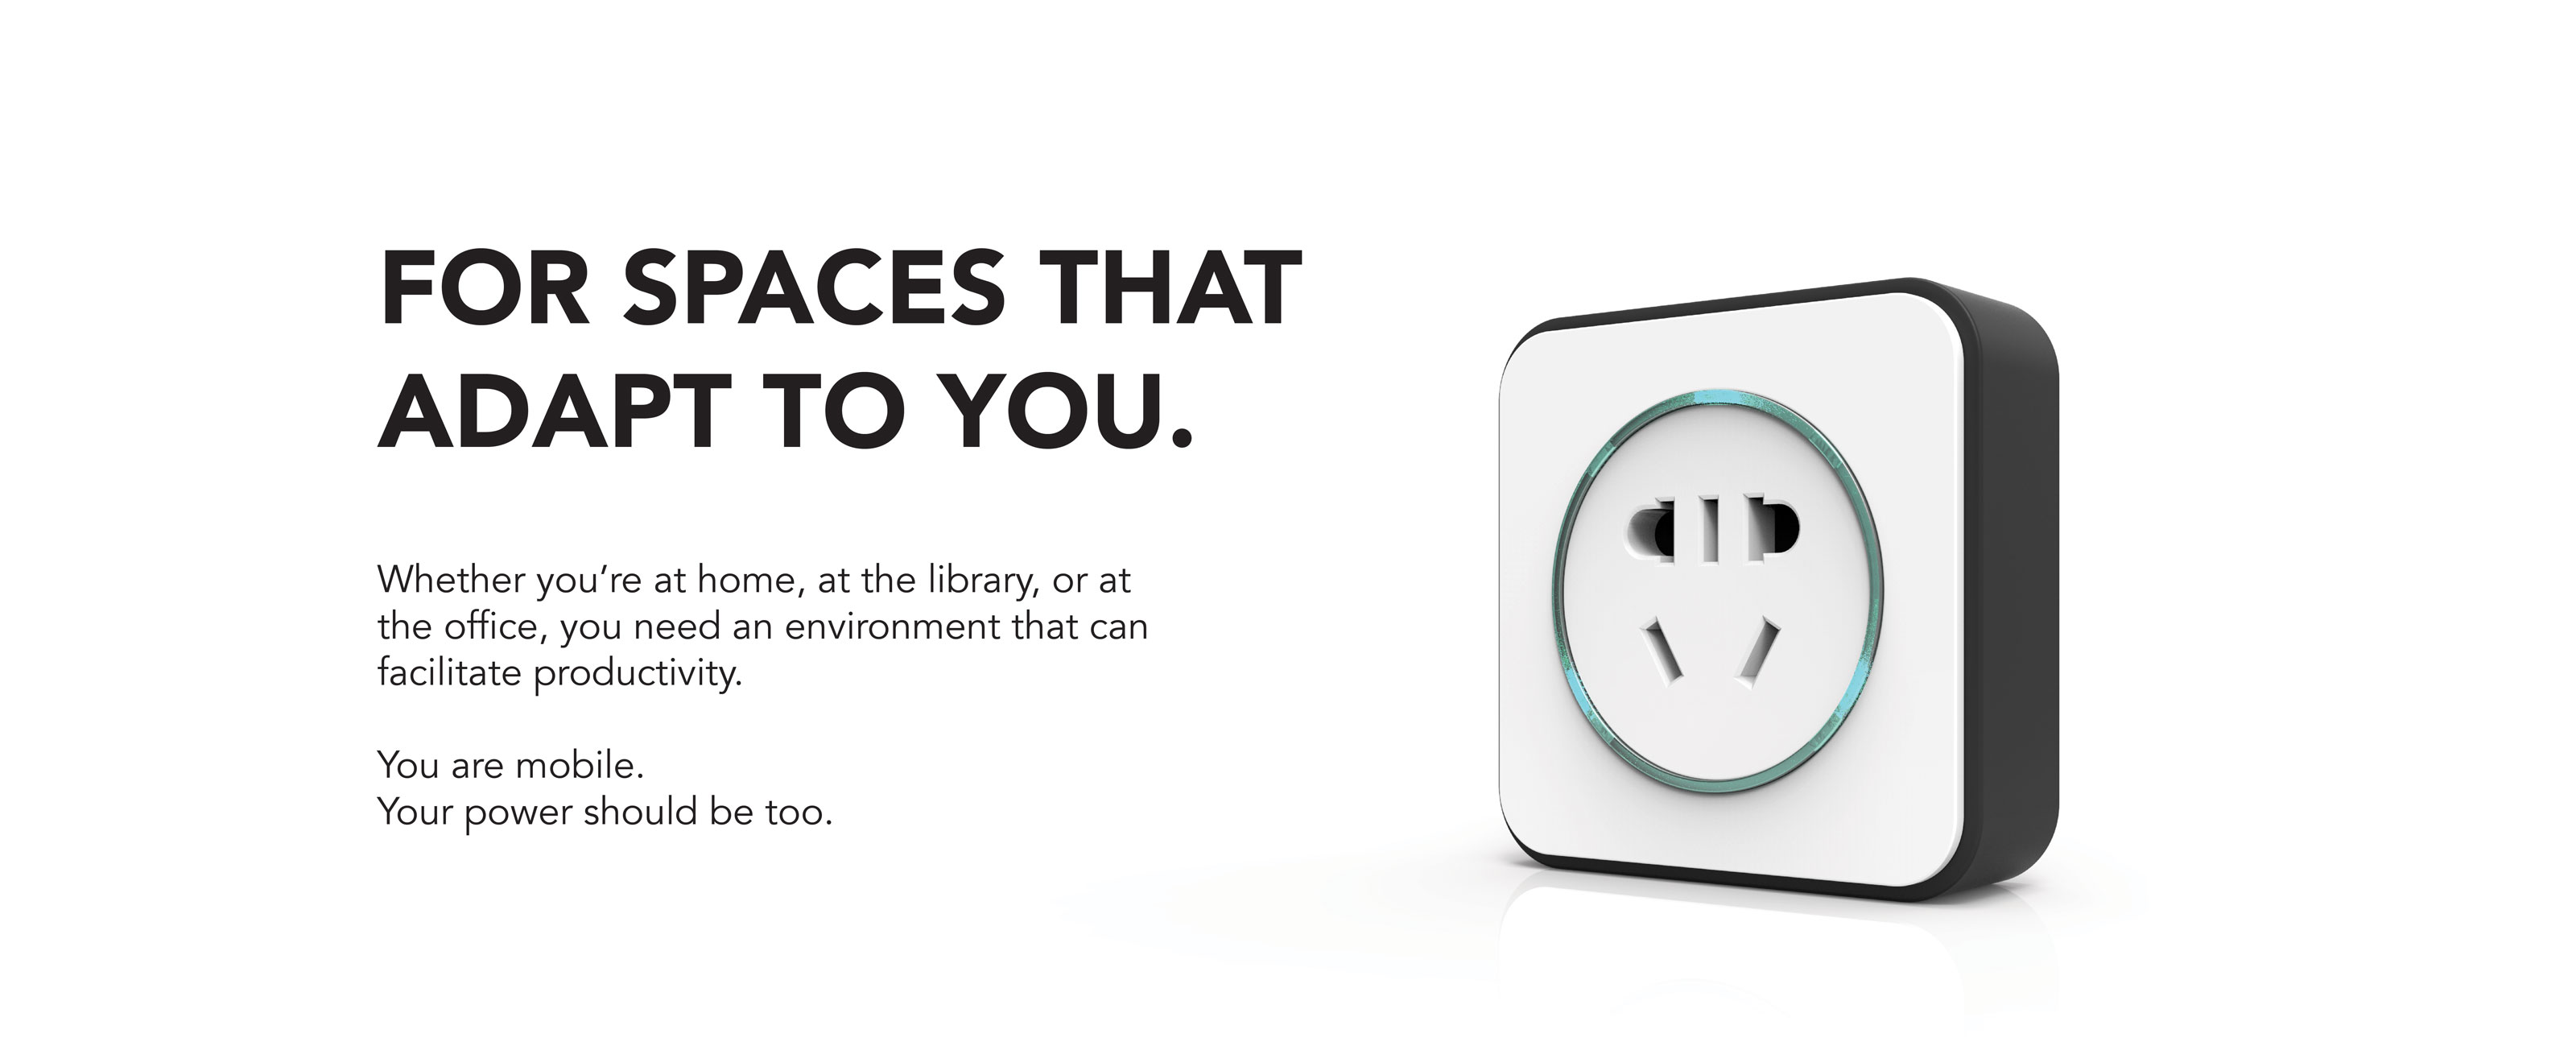 FOR SPACES THAT
ADAPT TO YOU.
Whether you’re at home, at the library, or at
the office, you need an environment that can
facilitate productivity.
You are mobile.
Your power should be too.